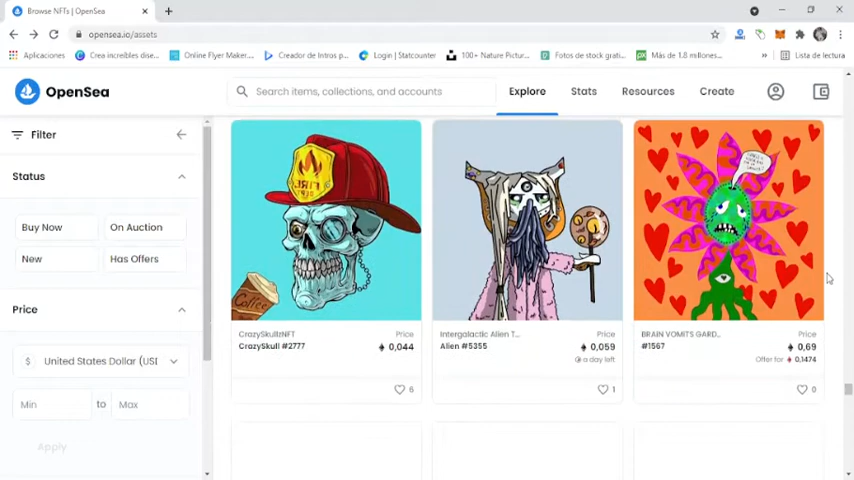 Browse NFTs | OpenSea
opensea.io/assets
Aplicaciones
Crea increíbles dise...
Online Flyer Maker...
Creador de Intros p...
Login | Statcounter
100+ Nature Pictur...
Fotos de stock grati...
Más de 1.8 millones...
Lista de lectura
OpenSea
Search items, collections, and accounts
Explore
Stats
Resources
Create
Filter
Status
Buy Now
On Auction
New
Has Offers
Price
$ United States Dollar (USI
Min
to
Max
Apply
FIRE
Coffee
CrazySkullzNFT
Price
CrazySkull #2777
0,044
6
Intergalactic Alien T...
Price
Alien #5355
0,059
a day left
1
BRAIN VOMITS GARD...
Price
#1567
0,69
Offer for 0,1474
0